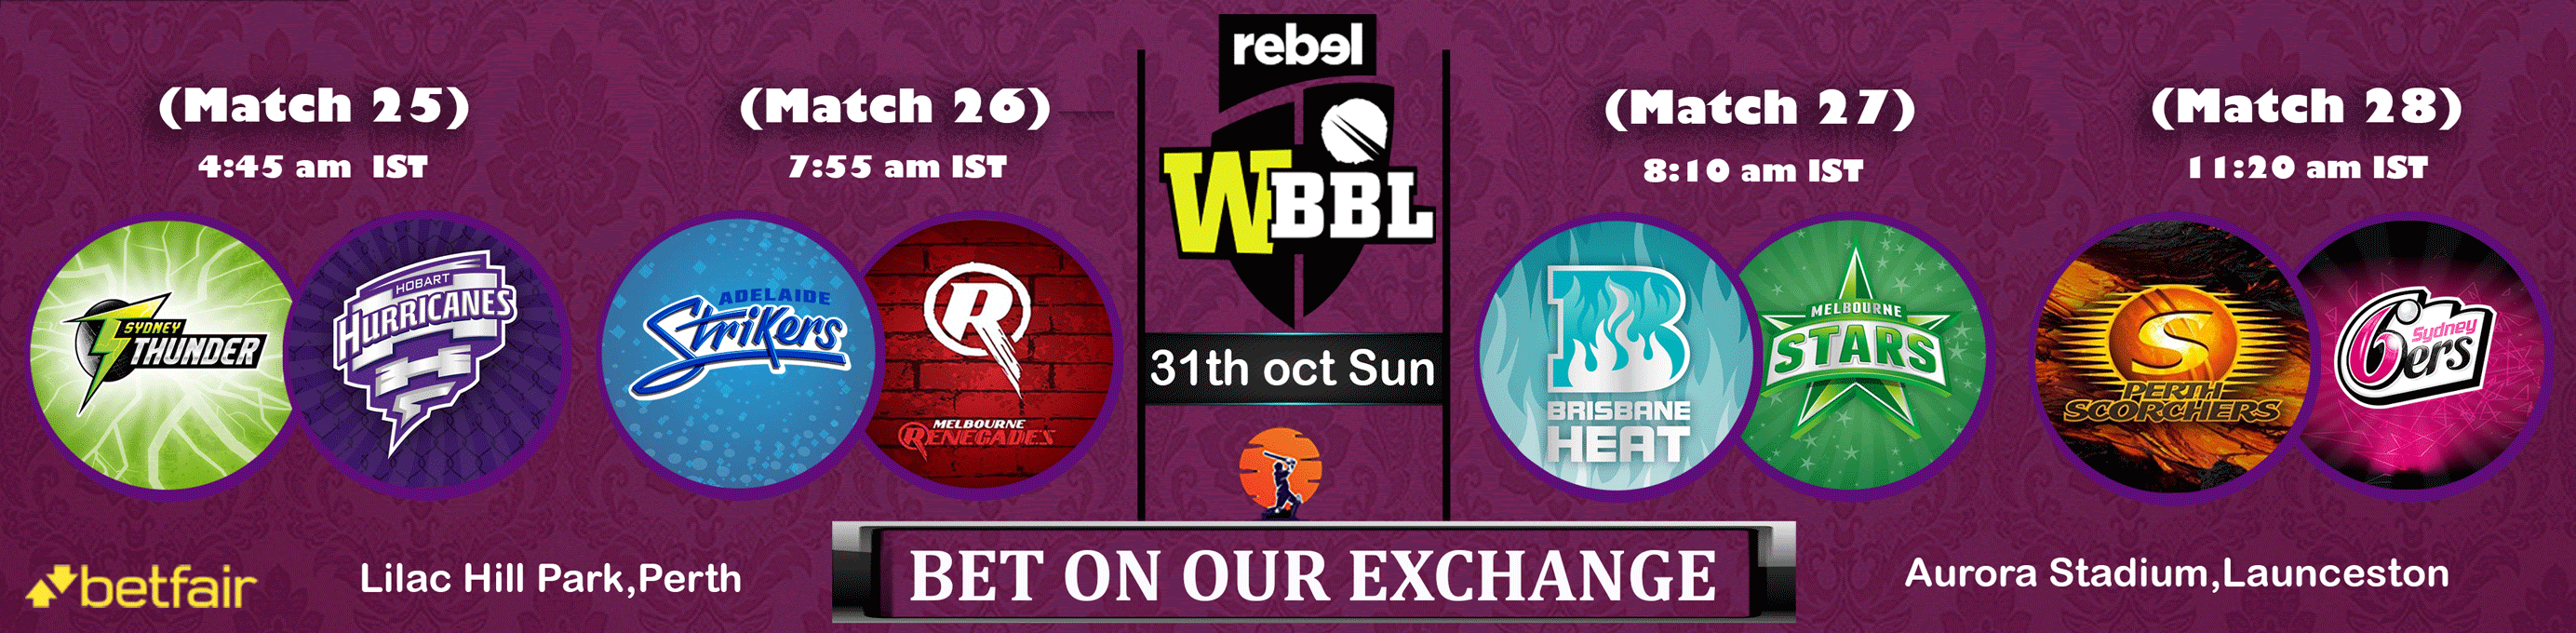 (Match 25)
4:45 am IST
SYDNEY
THUNDER
HOBART
HURRICANES
(Match 26)
7:55 am IST
ADELAIDE
Strikers
R
MELBOURNE
RENEGADES
rebel
WBBL
31th oct Sun
(Match 27)
8:10 am IST
B
BRISBANE
HEAT
MELBOURNE
STARS
(Match 28)
11:20 am IST
S
PERTH
SCORCHERS
Sydney
6ers
betfair
Lilac Hill Park,Perth
BET ON OUR EXCHANGE
Aurora Stadium,Launceston